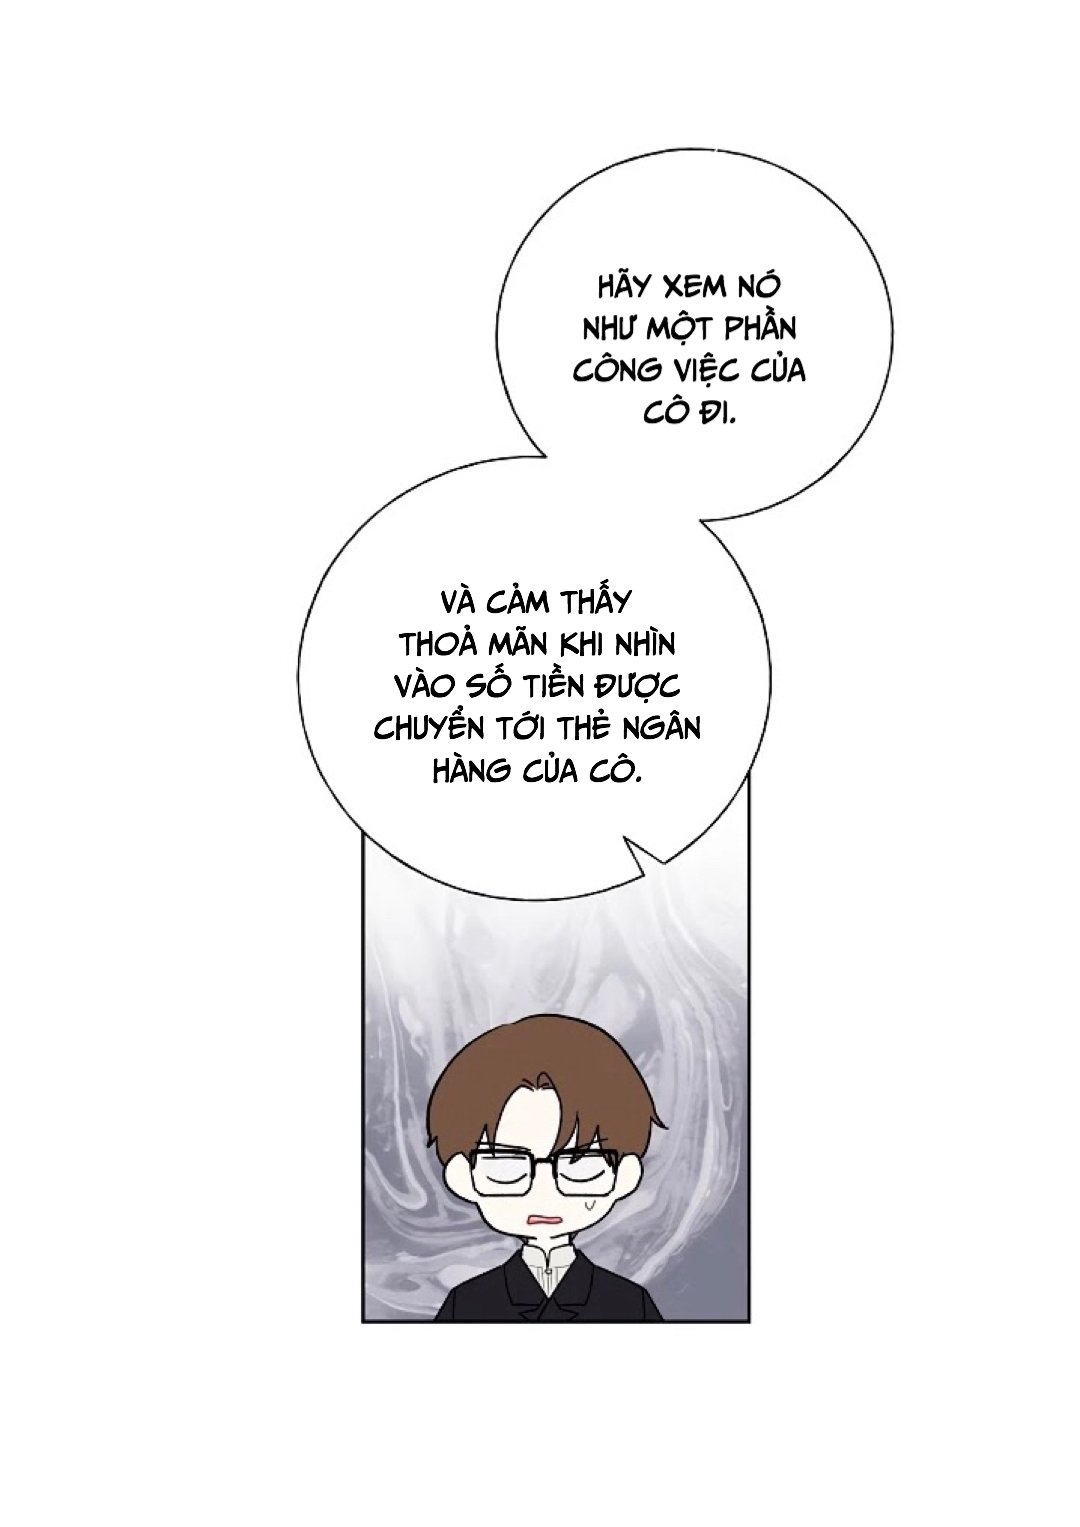 HÃY XEM NÓ
NHƯ MỘT PHẦN
CÔNG VIỆC CỦA
CÔ ĐI.
VÀ CẢM THẤY
THOẢ MÃN KHI NHÌN
VÀO SỐ TIỀN ĐƯỢC
CHUYỂN TỚI THẺ NGÂN
HÀNG CỦA CÔ.